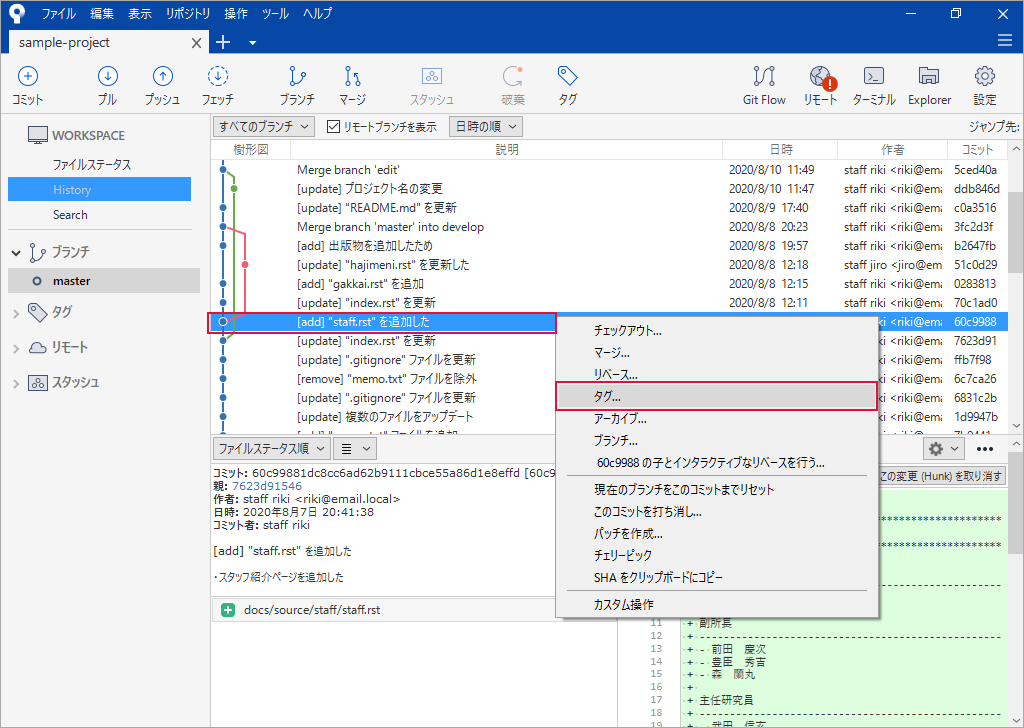 ファイル 編集 表示 リポジトリ 操作 ツール ヘルプ
sample-project
コミット プル プッシュ フェッチ ブランチ マージ スタッシュ 破棄 タグ Git Flow リモート ターミナル Explorer 設定
WORKSPACE
ファイルステータス
History
Search
ブランチ
master
タグ
リモート
スタッシュ
すべてのブランチ リモートブランチを表示 日時の順 ジャンプ先:
樹形図 説明 日時 作者 コミット
Merge branch 'edit' 2020/8/10 11:49 staff riki <riki@ema 5ced40a
[update] プロジェクト名の変更 2020/8/10 11:47 staff riki <riki@ema ddb846d
[update] "README.md" を更新 2020/8/9 17:40 staff riki <riki@ema c0a3516
Merge branch 'master' into develop 2020/8/8 20:23 staff riki <riki@ema 3fc2d3f
[add] 出版物を追加したため 2020/8/8 19:57 staff riki <riki@ema b2647fb
[update] "hajimeni.rst" を更新した 2020/8/8 12:18 staff jiro <jiro@ema 51c0d29
[add] "gakkai.rst" を追加 2020/8/8 12:15 staff riki <riki@ema 0283813
[update] "index.rst" を更新 2020/8/8 12:11 staff riki <riki@ema 70c1ad0
[add] "staff.rst" を追加した ki <riki@ema 60c9988
[update] "index.rst" を更新 ki <riki@ema 7623d91
[update] ".gitignore" ファイルを更新 ki <riki@ema ffb7f98
[remove] "memo.txt" ファイルを除外 ki <riki@ema 6c7ca26
[update] ".gitignore" ファイルを更新 ki <riki@ema 6831c2b
[update] 複数のファイルをアップデート ki <riki@ema 1d9947b
チェックアウト...
マージ...
リベース...
タグ...
アーカイブ...
ブランチ...
60c9988 の子とインタラクティブなリベースを行う...
現在のブランチをこのコミットまでリセット
このコミットを打ち消し...
パッチを作成...
チェリーピック
SHA をクリップボードにコピー
カスタム操作
ファイルステータス順
コミット: 60c99881dc8cc6ad62b9111cbce55a86d1e8effd [60c9
親: 7623d91546
作者: staff riki <riki@email.local>
日時: 2020年8月7日 20:41:38
コミット者: staff riki
[add] "staff.rst" を追加した
・スタッフ紹介ページを追加した
docs/source/staff/staff.rst
この変更 (Hunk) を取り消す
*********************
*********************
11 + 副所長
12 + ----------------------------------------
13 + - 前田 慶次
14 + - 豊臣 秀吉
15 + - 森 蘭丸
16 +
17 + 主任研究員
18 + ----------------------------------------
19 + - 武田 信玄